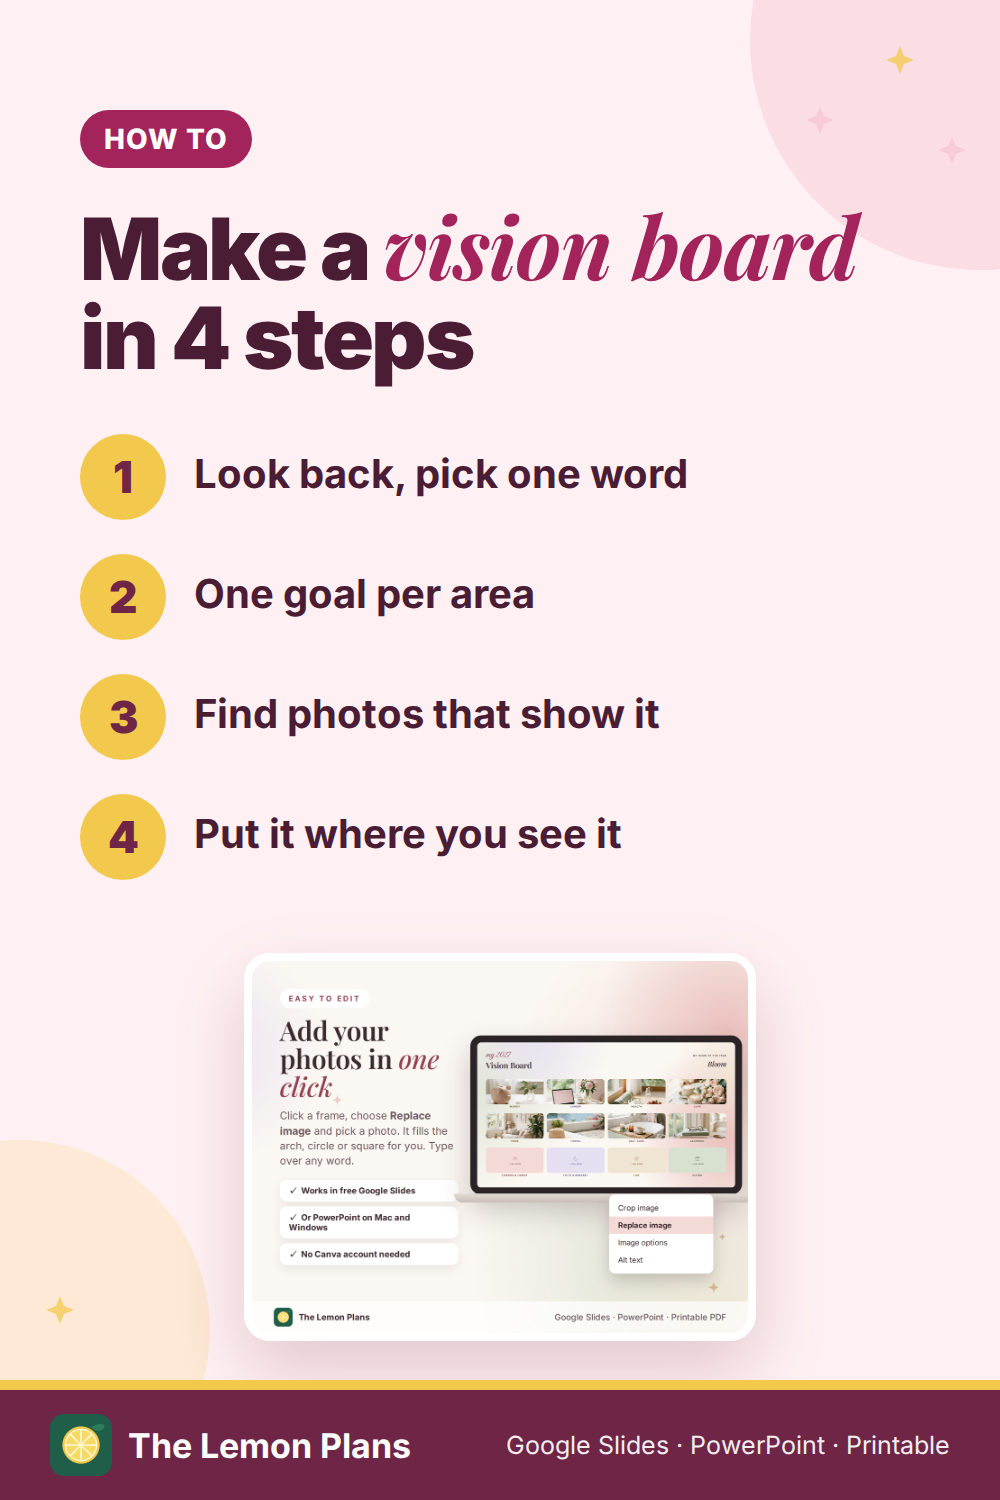 HOW TO
Make a vision board
in 4 steps
1 Look back, pick one word
2 One goal per area
3 Find photos that show it
4 Put it where you see it
EASY TO EDIT
Add your
photos in one
click
Click a frame, choose Replace
image and pick a photo. It fills the
arch, circle or square for you. Type
over any word.
✓ Works in free Google Slides
✓ Or PowerPoint on Mac and
Windows
✓ No Canva account needed
my 2027
Vision Board
Bloom
Crop image
Replace image
Image options
Alt text
The Lemon Plans
Google Slides · PowerPoint · Printable PDF
The Lemon Plans
Google Slides · PowerPoint · Printable